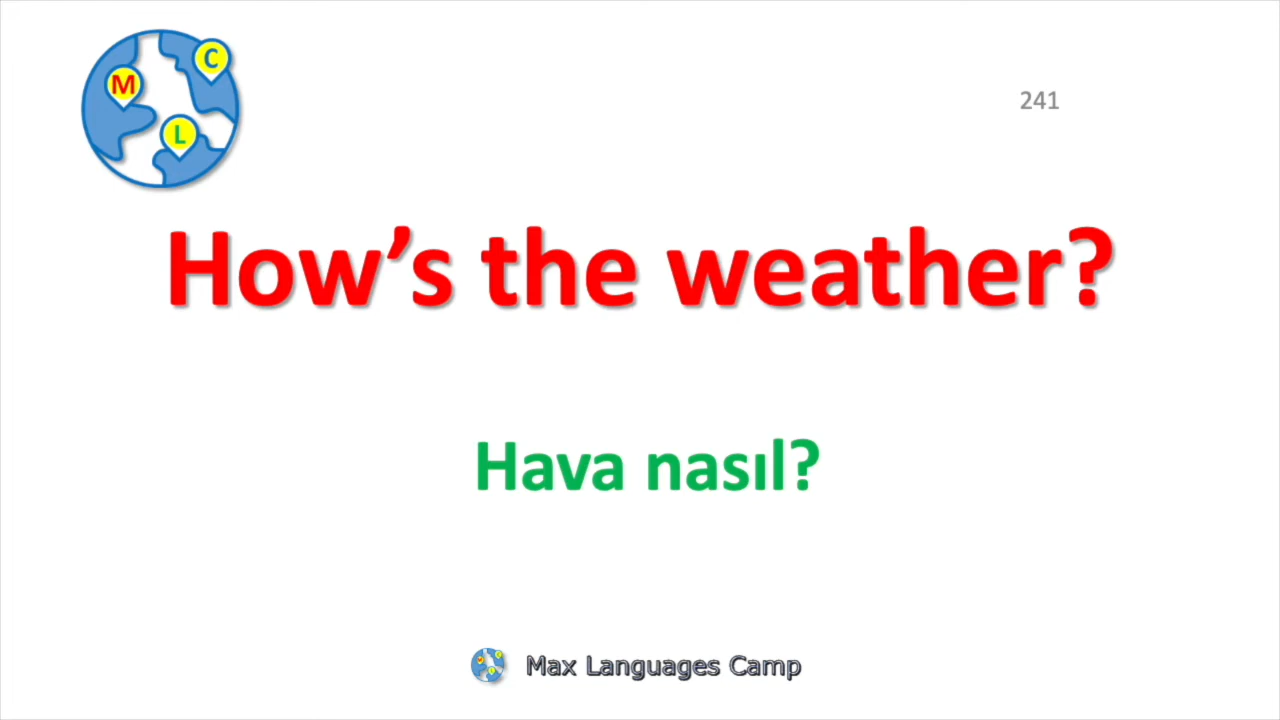 C
M
L
241
How’s the weather?
Hava nasıl?
Max Languages Camp